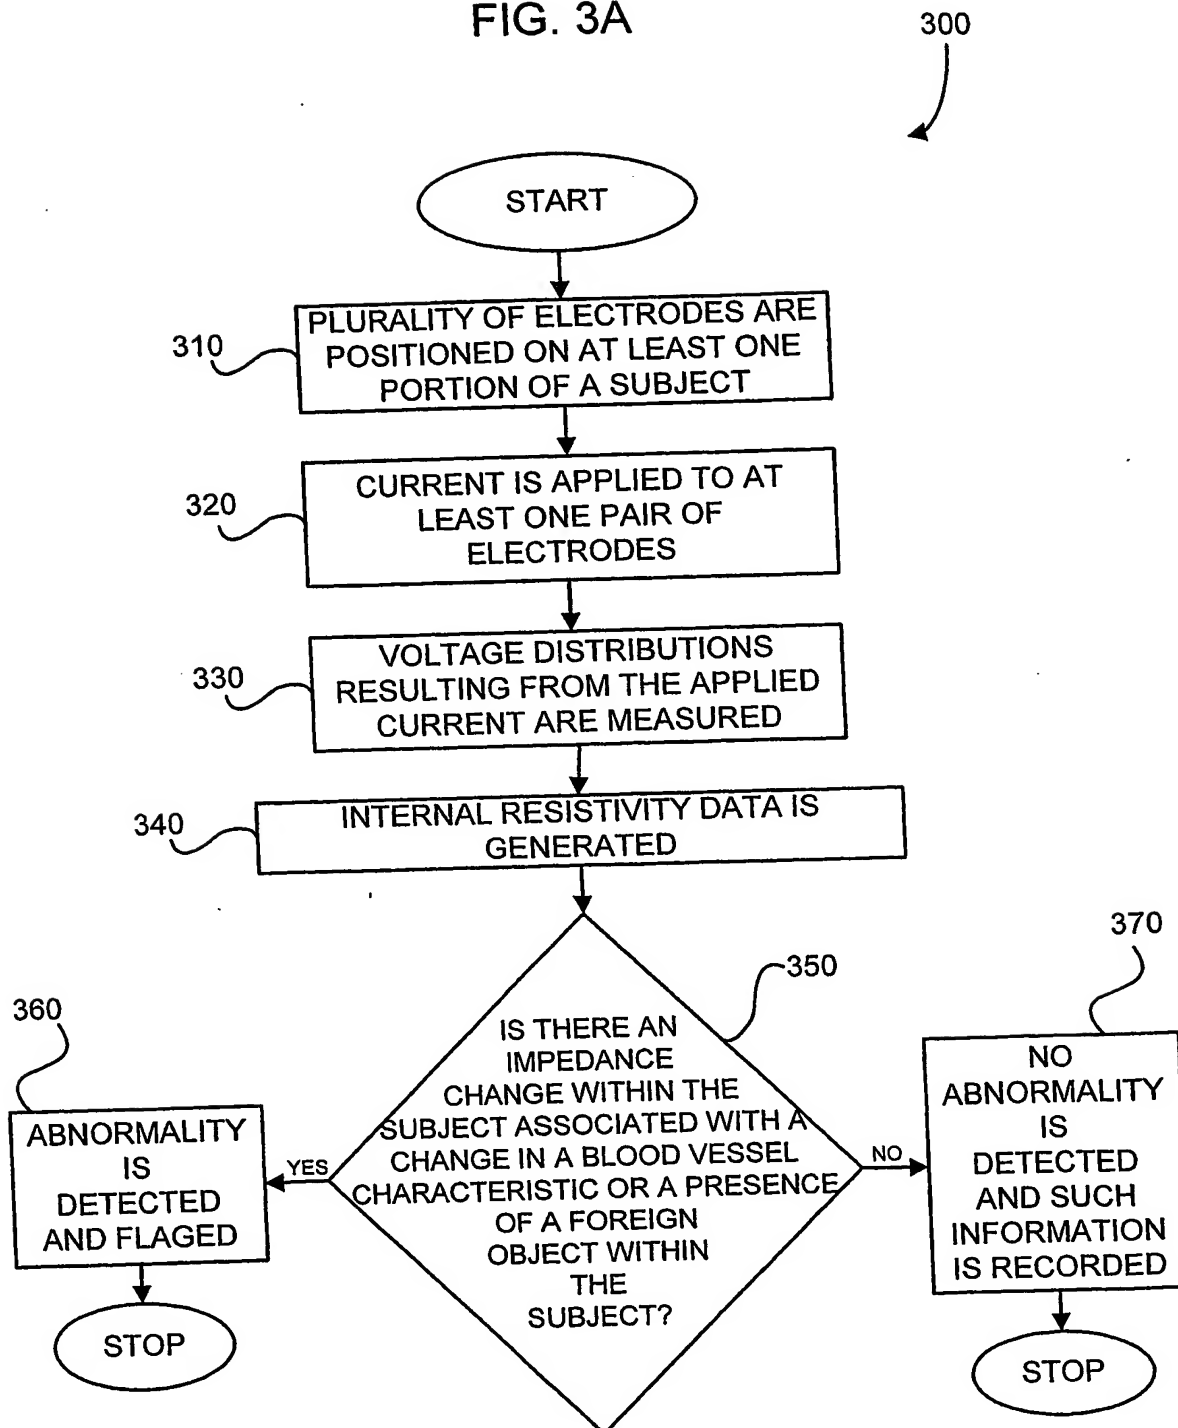 FIG. 3A
300
START
310
PLURALITY OF ELECTRODES ARE
POSITIONED ON AT LEAST ONE
PORTION OF A SUBJECT
320
CURRENT IS APPLIED TO AT
LEAST ONE PAIR OF
ELECTRODES
330
VOLTAGE DISTRIBUTIONS
RESULTING FROM THE APPLIED
CURRENT ARE MEASURED
340
INTERNAL RESISTIVITY DATA IS
GENERATED
350
IS THERE AN
IMPEDANCE
CHANGE WITHIN THE
SUBJECT ASSOCIATED WITH A
CHANGE IN A BLOOD VESSEL
CHARACTERISTIC OR A PRESENCE
OF A FOREIGN
OBJECT WITHIN
THE
SUBJECT?
YES
360
ABNORMALITY
IS
DETECTED
AND FLAGED
STOP
NO
370
NO
ABNORMALITY
IS
DETECTED
AND SUCH
INFORMATION
IS RECORDED
STOP